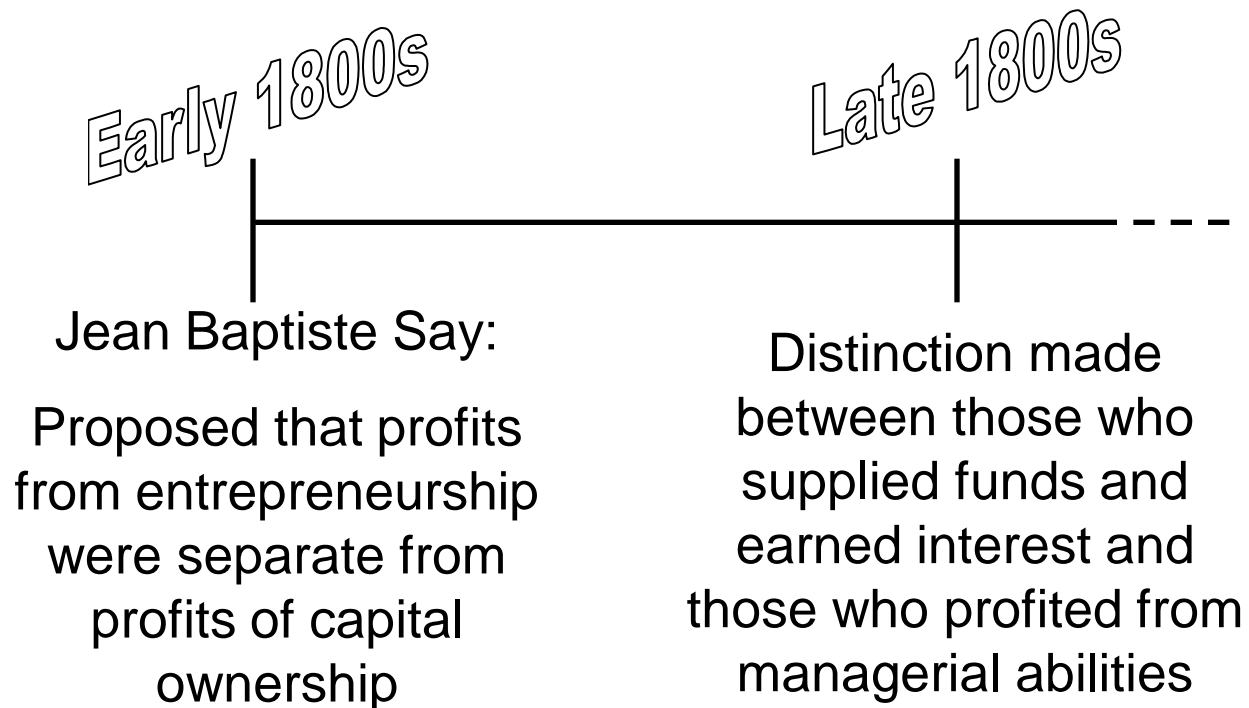 Early 1800s
Late 1800s
Jean Baptiste Say:
Proposed that profits
from entrepreneurship
were separate from
profits of capital
ownership
Distinction made
between those who
supplied funds and
earned interest and
those who profited from
managerial abilities